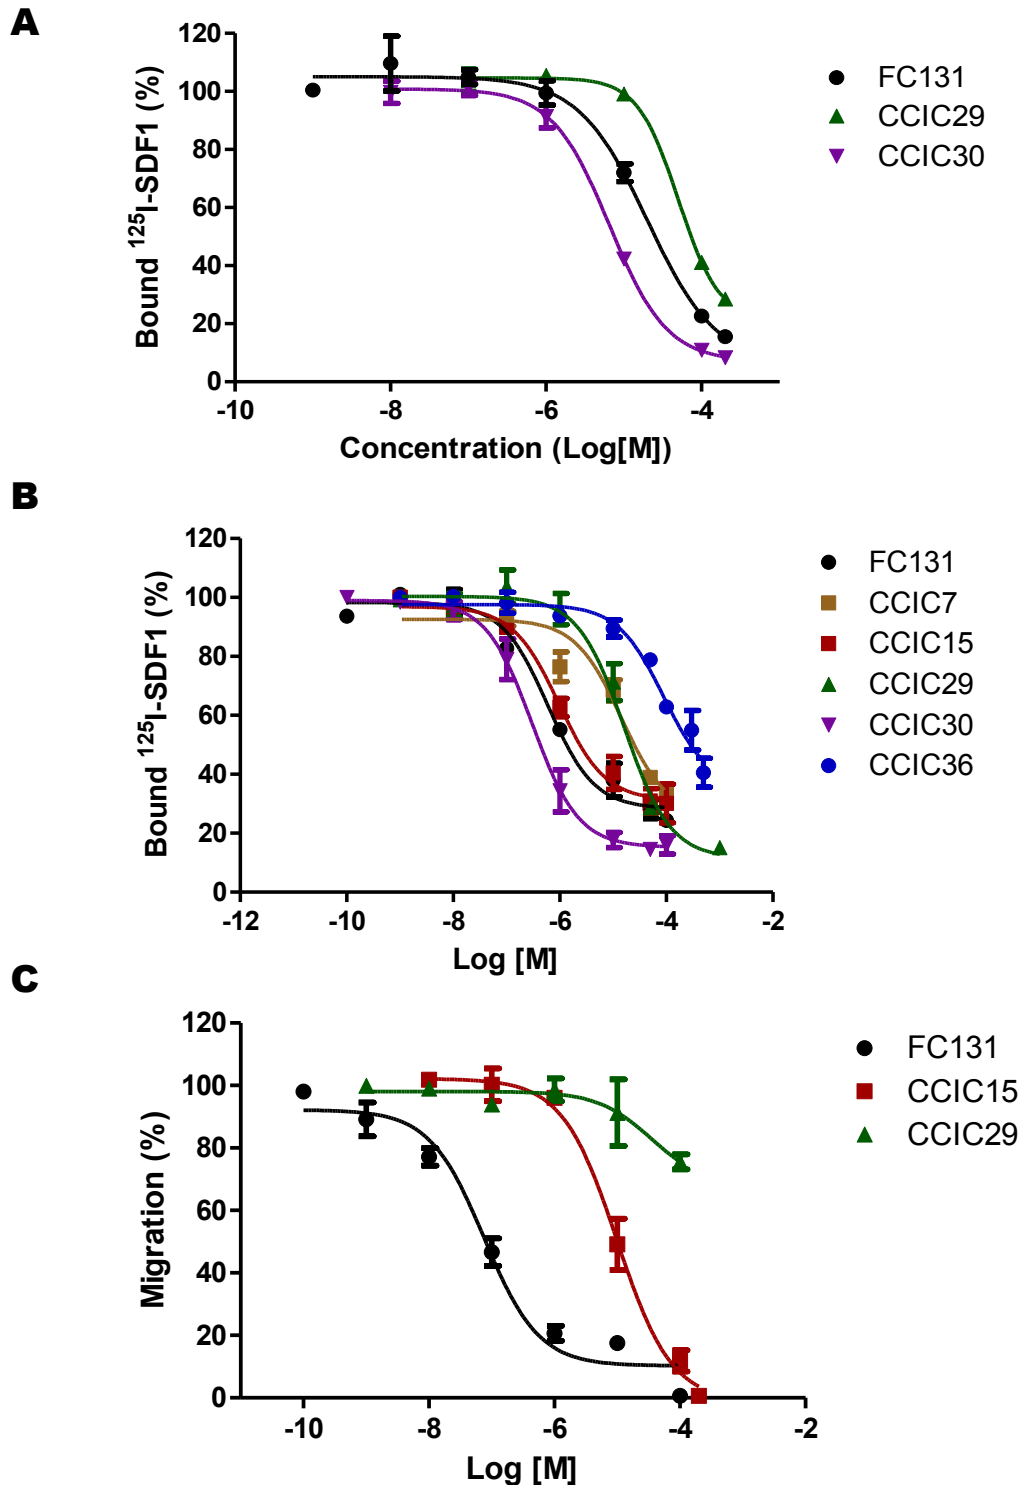 A
Bound ¹²⁵I-SDF1 (%)
120
100
80
60
40
20
0
-10
-8
-6
-4
Concentration (Log[M])
FC131
CCIC29
CCIC30
B
Bound ¹²⁵I-SDF1 (%)
120
100
80
60
40
20
0
-12
-10
-8
-6
-4
-2
Log [M]
FC131
CCIC7
CCIC15
CCIC29
CCIC30
CCIC36
C
Migration (%)
120
100
80
60
40
20
0
-10
-8
-6
-4
-2
Log [M]
FC131
CCIC15
CCIC29